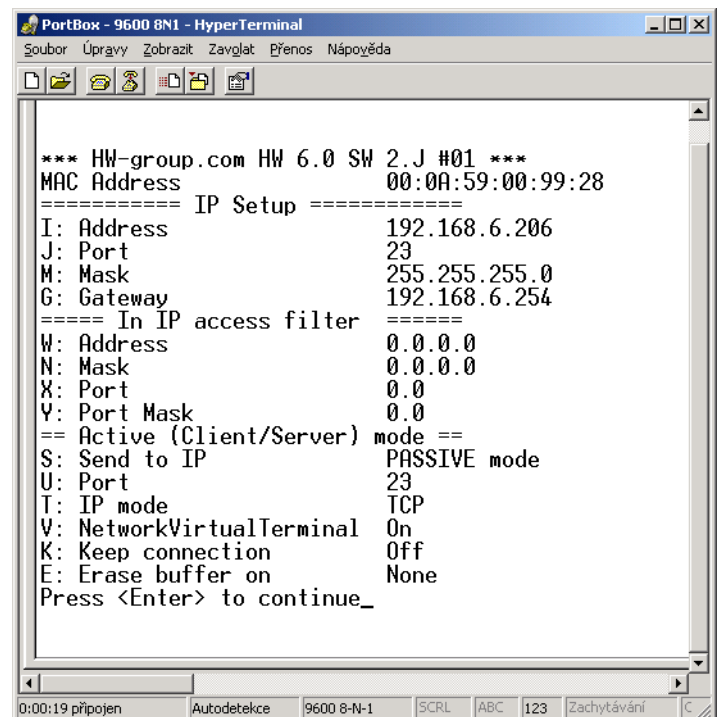 PortBox - 9600 8N1 - HyperTerminal
Soubor Úpravy Zobrazit Zavolat Přenos Nápověda
*** HW-group.com HW 6.0 SW 2.J #01 ***
MAC Address 00:0A:59:00:99:28
=========== IP Setup ============
I: Address 192.168.6.206
J: Port 23
M: Mask 255.255.255.0
G: Gateway 192.168.6.254
===== In IP access filter ======
W: Address 0.0.0.0
N: Mask 0.0.0.0
X: Port 0.0
Y: Port Mask 0.0
== Active (Client/Server) mode ==
S: Send to IP PASSIVE mode
U: Port 23
T: IP mode TCP
V: NetworkVirtualTerminal On
K: Keep connection Off
E: Erase buffer on None
Press <Enter> to continue_
0:00:19 připojen Autodetekce 9600 8-N-1 SCRL ABC 123 Zachytávání